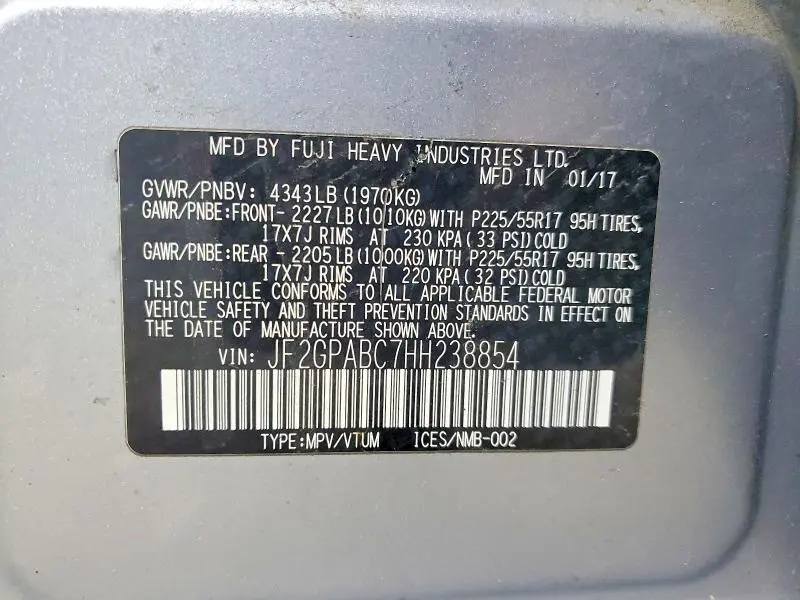 MFD BY FUJI HEAVY INDUSTRIES LTD.
MFD IN 01/17
GVWR/PNBV: 4343LB(1970KG)
GAWR/PNBE:FRONT- 2227LB(1010KG)WITH P225/55R17 95H TIRES,
17X7J RIMS AT 230 KPA(33 PSI)COLD
GAWR/PNBE:REAR - 2205LB(1000KG)WITH P225/55R17 95H TIRES,
17X7J RIMS AT 220 KPA(32 PSI)COLD
THIS VEHICLE CONFORMS TO ALL APPLICABLE FEDERAL MOTOR
VEHICLE SAFETY AND THEFT PREVENTION STANDARDS IN EFFECT ON
THE DATE OF MANUFACTURE SHOWN ABOVE.
VIN: JF2GPABC7HH238854
TYPE:MPV/VTUM ICES/NMB-002